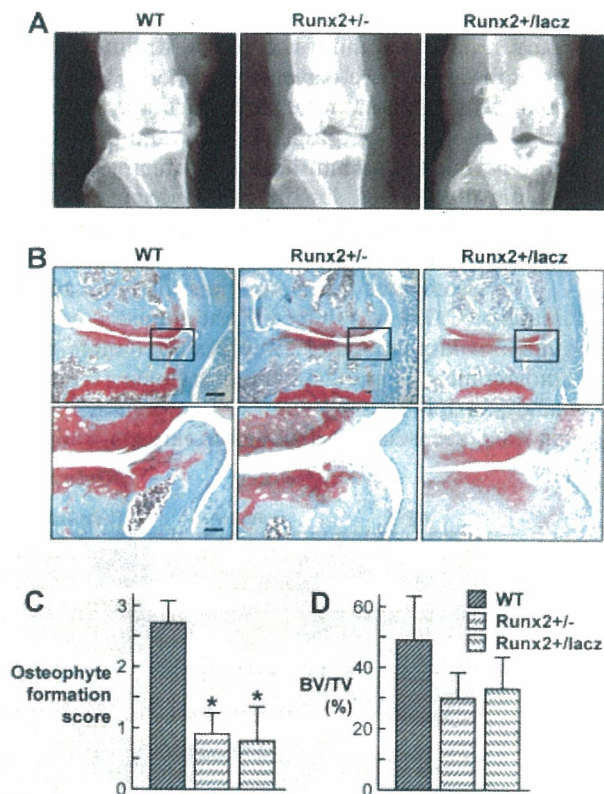 A
WT Runx2+/- Runx2+/lacz
B
WT Runx2+/- Runx2+/lacz
C
3
2
1
0
Osteophyte
formation
score
* *
D
60
40
20
0
BV/TV
(%)
WT
Runx2+/-
Runx2+/lacz